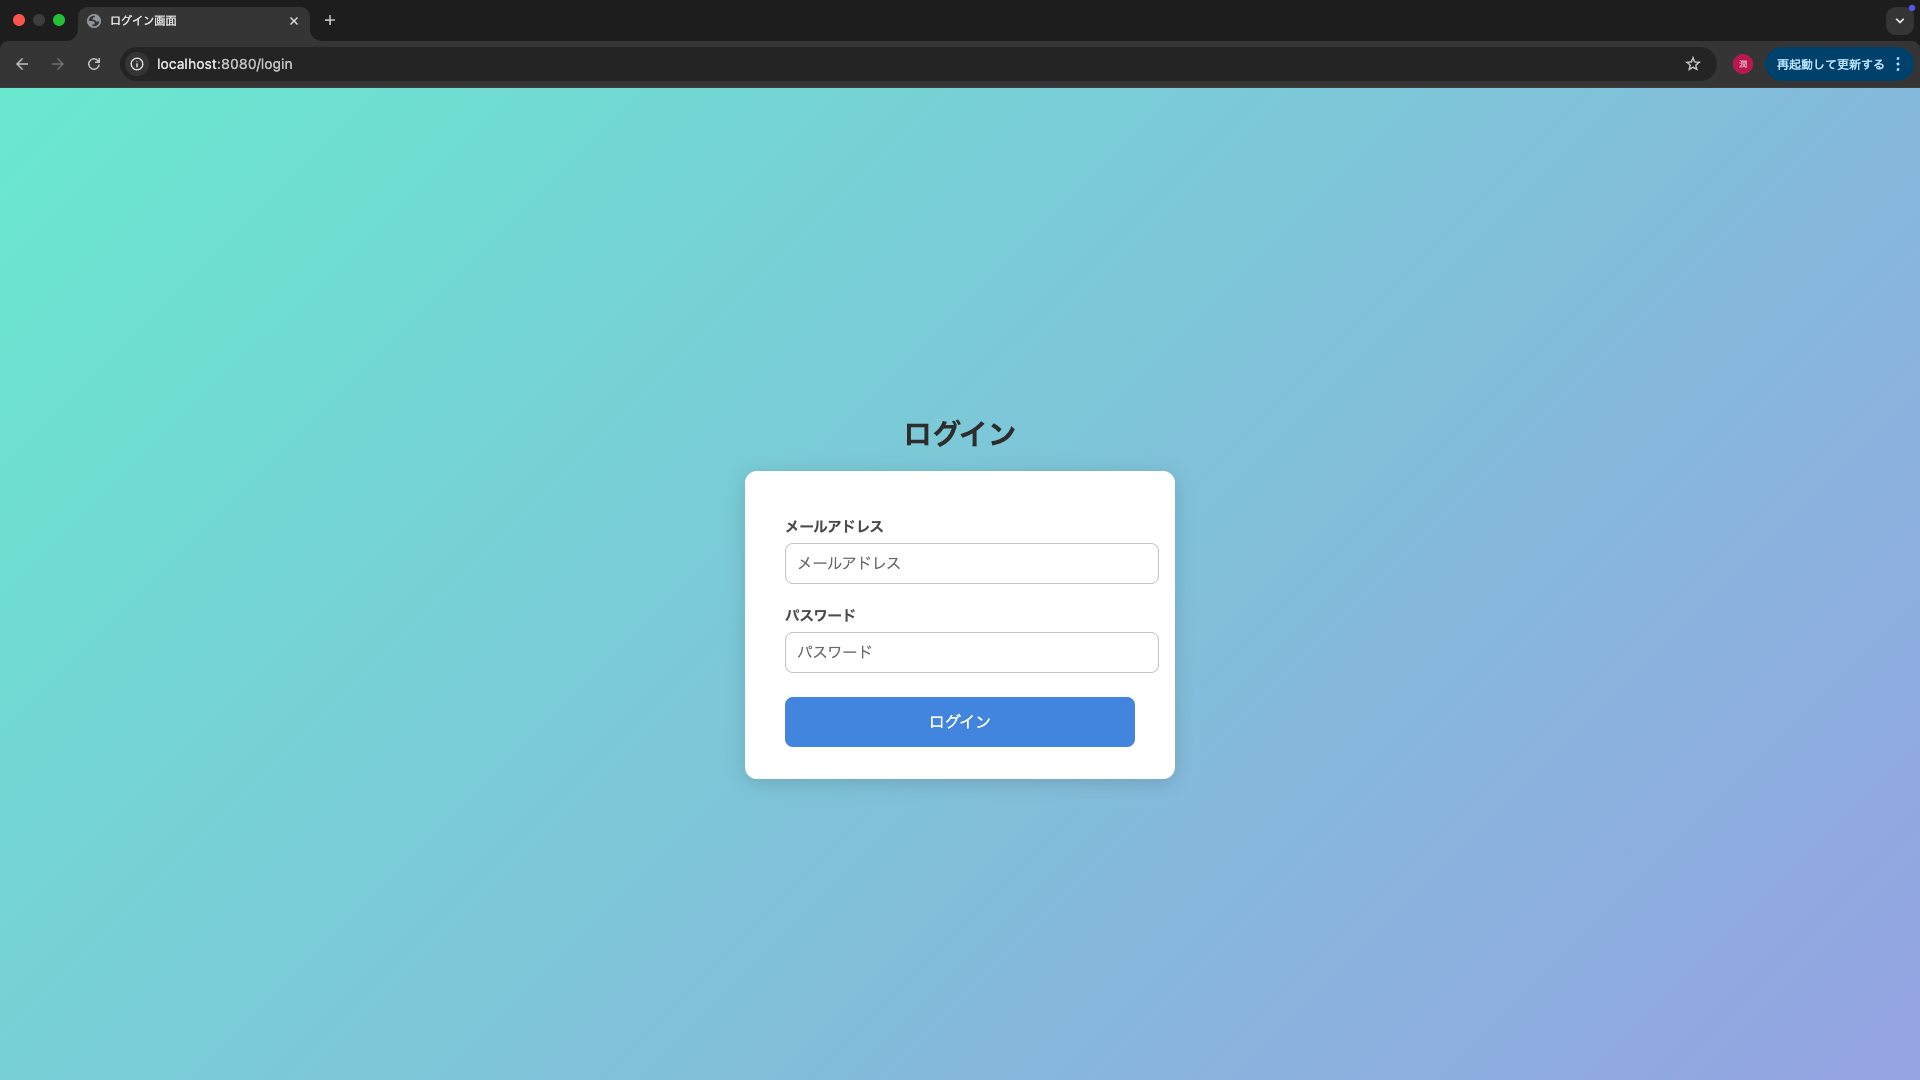 ログイン画面
localhost:8080/login
潤
再起動して更新する
ログイン
メールアドレス
メールアドレス
パスワード
パスワード
ログイン